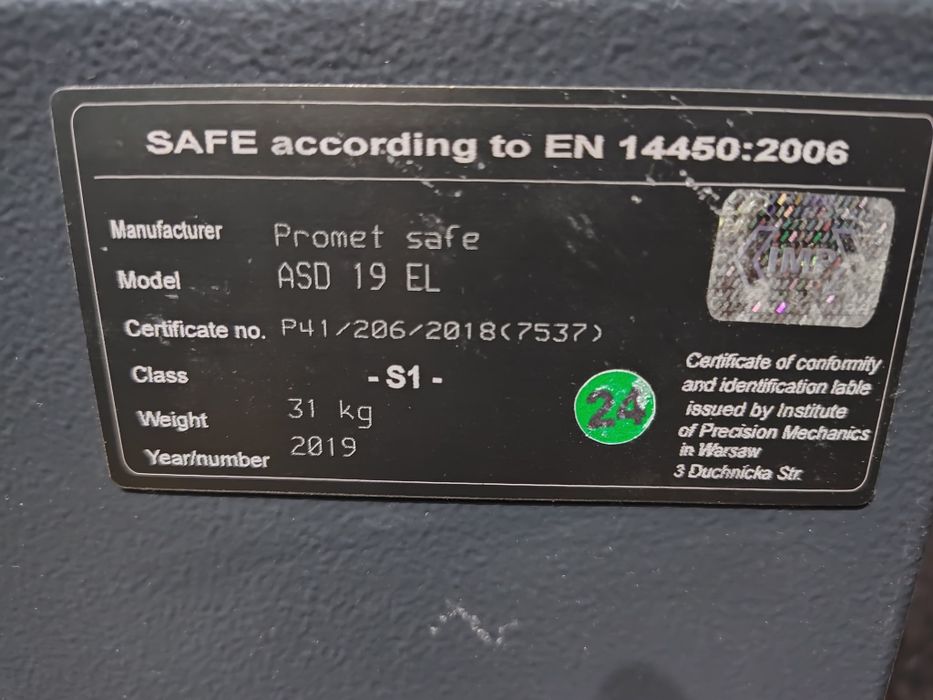 SAFE according to EN 14450:2006
Manufacturer Promet safe
Model ASD 19 EL
Certificate no. P41/206/2018(7537)
Class - S1 -
Weight 31 kg
Year/number 2019
IMP
24
Certificate of conformity
and identification lable
issued by Institute
of Precision Mechanics
in Warsaw
3 Duchnicka Str.